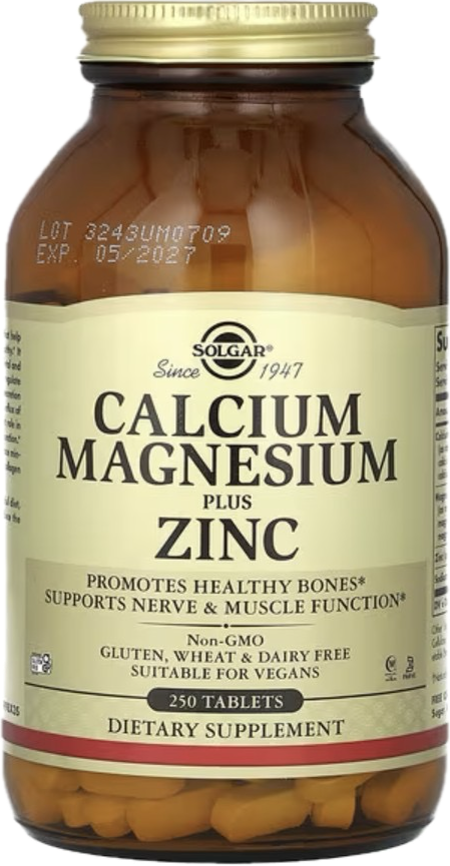 LOT 3243UM0709
EXP. 05/2027
SOLGAR®
Since 1947
CALCIUM
MAGNESIUM
PLUS
ZINC
PROMOTES HEALTHY BONES*
SUPPORTS NERVE & MUSCLE FUNCTION*
Non-GMO
GLUTEN, WHEAT & DAIRY FREE
SUITABLE FOR VEGANS
250 TABLETS
DIETARY SUPPLEMENT